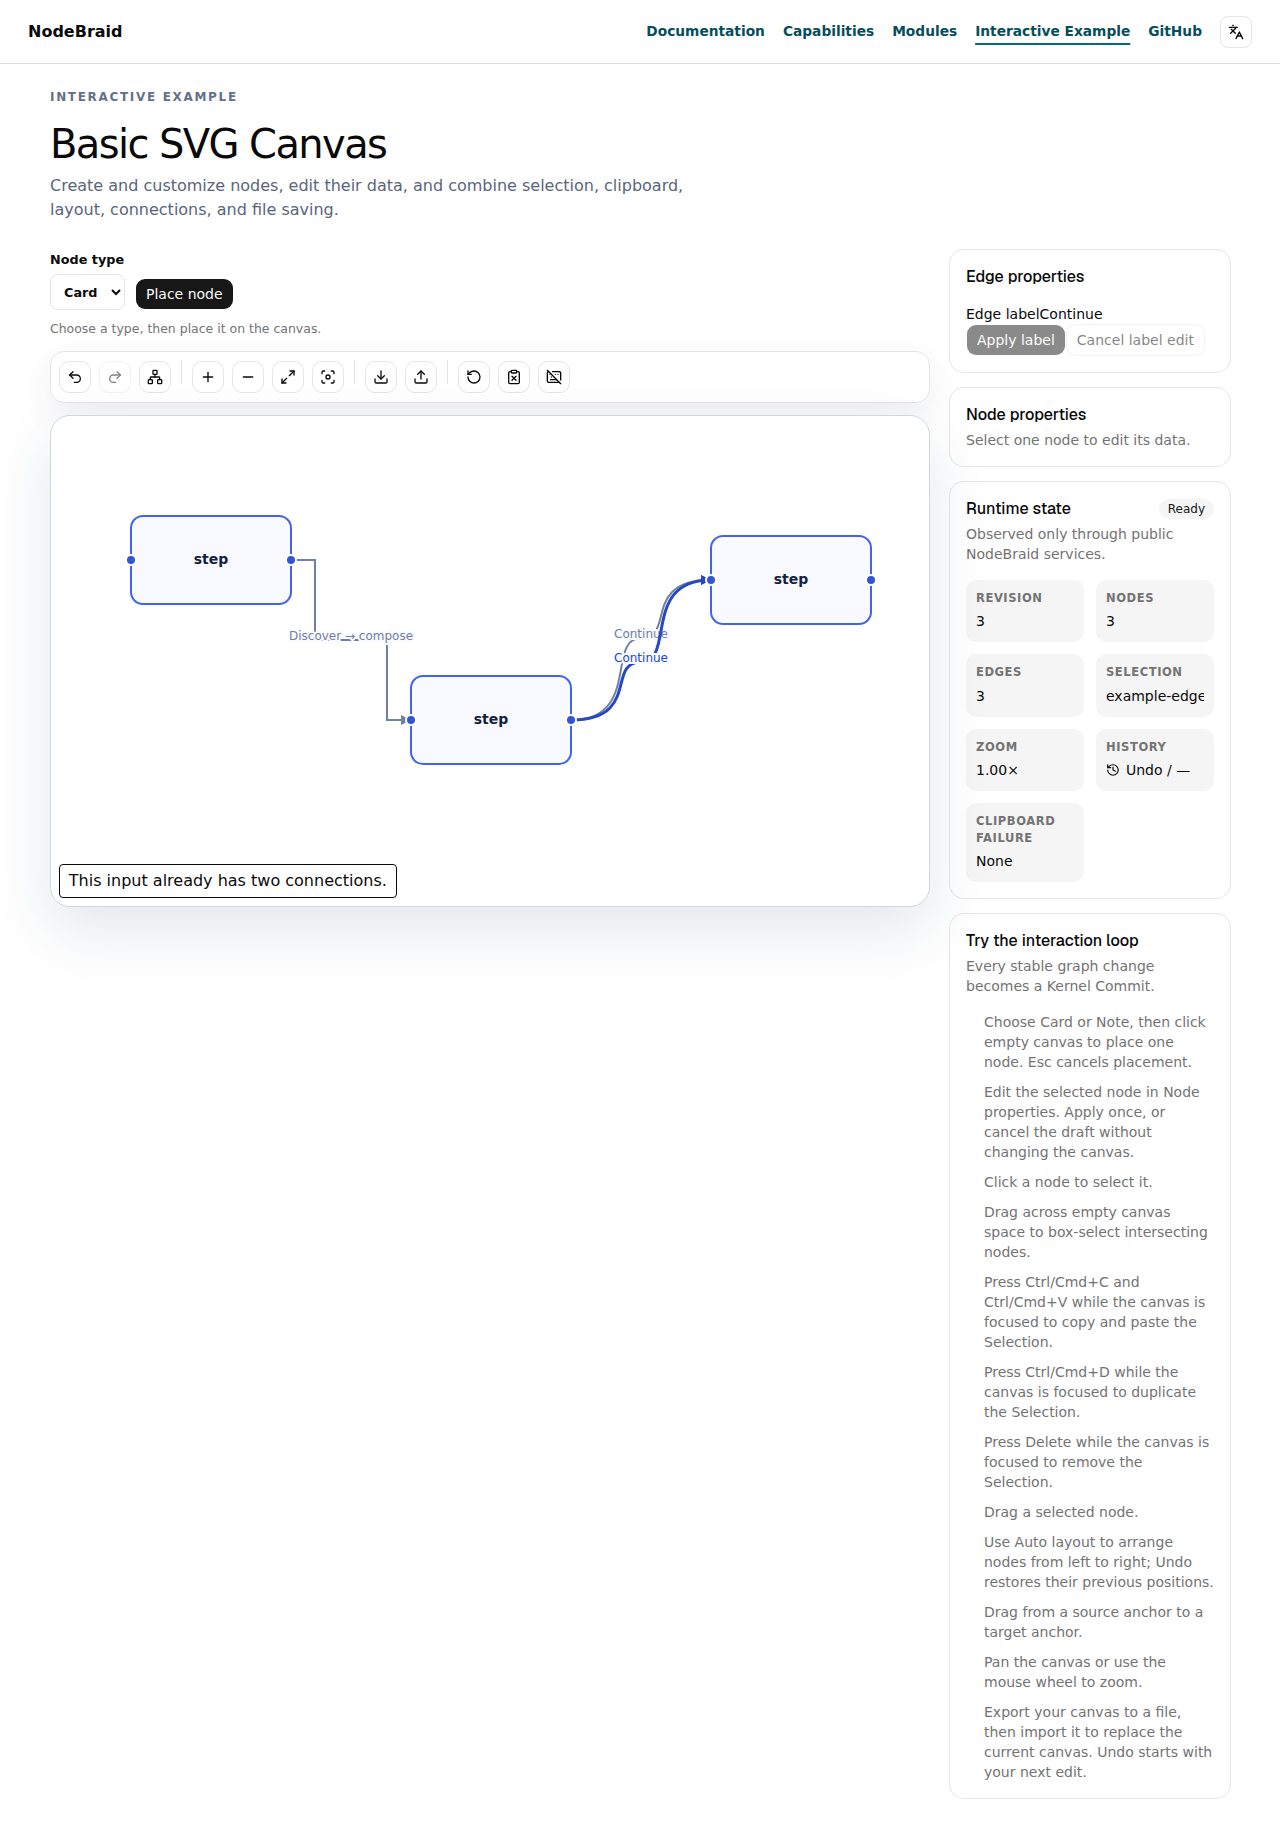 NodeBraid
Documentation
Capabilities
Modules
Interactive Example
GitHub
INTERACTIVE EXAMPLE
Basic SVG Canvas
Create and customize nodes, edit their data, and combine selection, clipboard,
layout, connections, and file saving.
Node type
Card
Place node
Choose a type, then place it on the canvas.
step
step
step
Discover → compose
Continue
Continue
This input already has two connections.
Edge properties
Edge labelContinue
Apply label
Cancel label edit
Node properties
Select one node to edit its data.
Runtime state
Ready
Observed only through public
NodeBraid services.
REVISION
3
NODES
3
EDGES
3
SELECTION
example-edge
ZOOM
1.00×
HISTORY
Undo / —
CLIPBOARD
FAILURE
None
Try the interaction loop
Every stable graph change
becomes a Kernel Commit.
Choose Card or Note, then click
empty canvas to place one
node. Esc cancels placement.
Edit the selected node in Node
properties. Apply once, or
cancel the draft without
changing the canvas.
Click a node to select it.
Drag across empty canvas
space to box-select intersecting
nodes.
Press Ctrl/Cmd+C and
Ctrl/Cmd+V while the canvas is
focused to copy and paste the
Selection.
Press Ctrl/Cmd+D while the
canvas is focused to duplicate
the Selection.
Press Delete while the canvas is
focused to remove the
Selection.
Drag a selected node.
Use Auto layout to arrange
nodes from left to right; Undo
restores their previous positions.
Drag from a source anchor to a
target anchor.
Pan the canvas or use the
mouse wheel to zoom.
Export your canvas to a file,
then import it to replace the
current canvas. Undo starts with
your next edit.